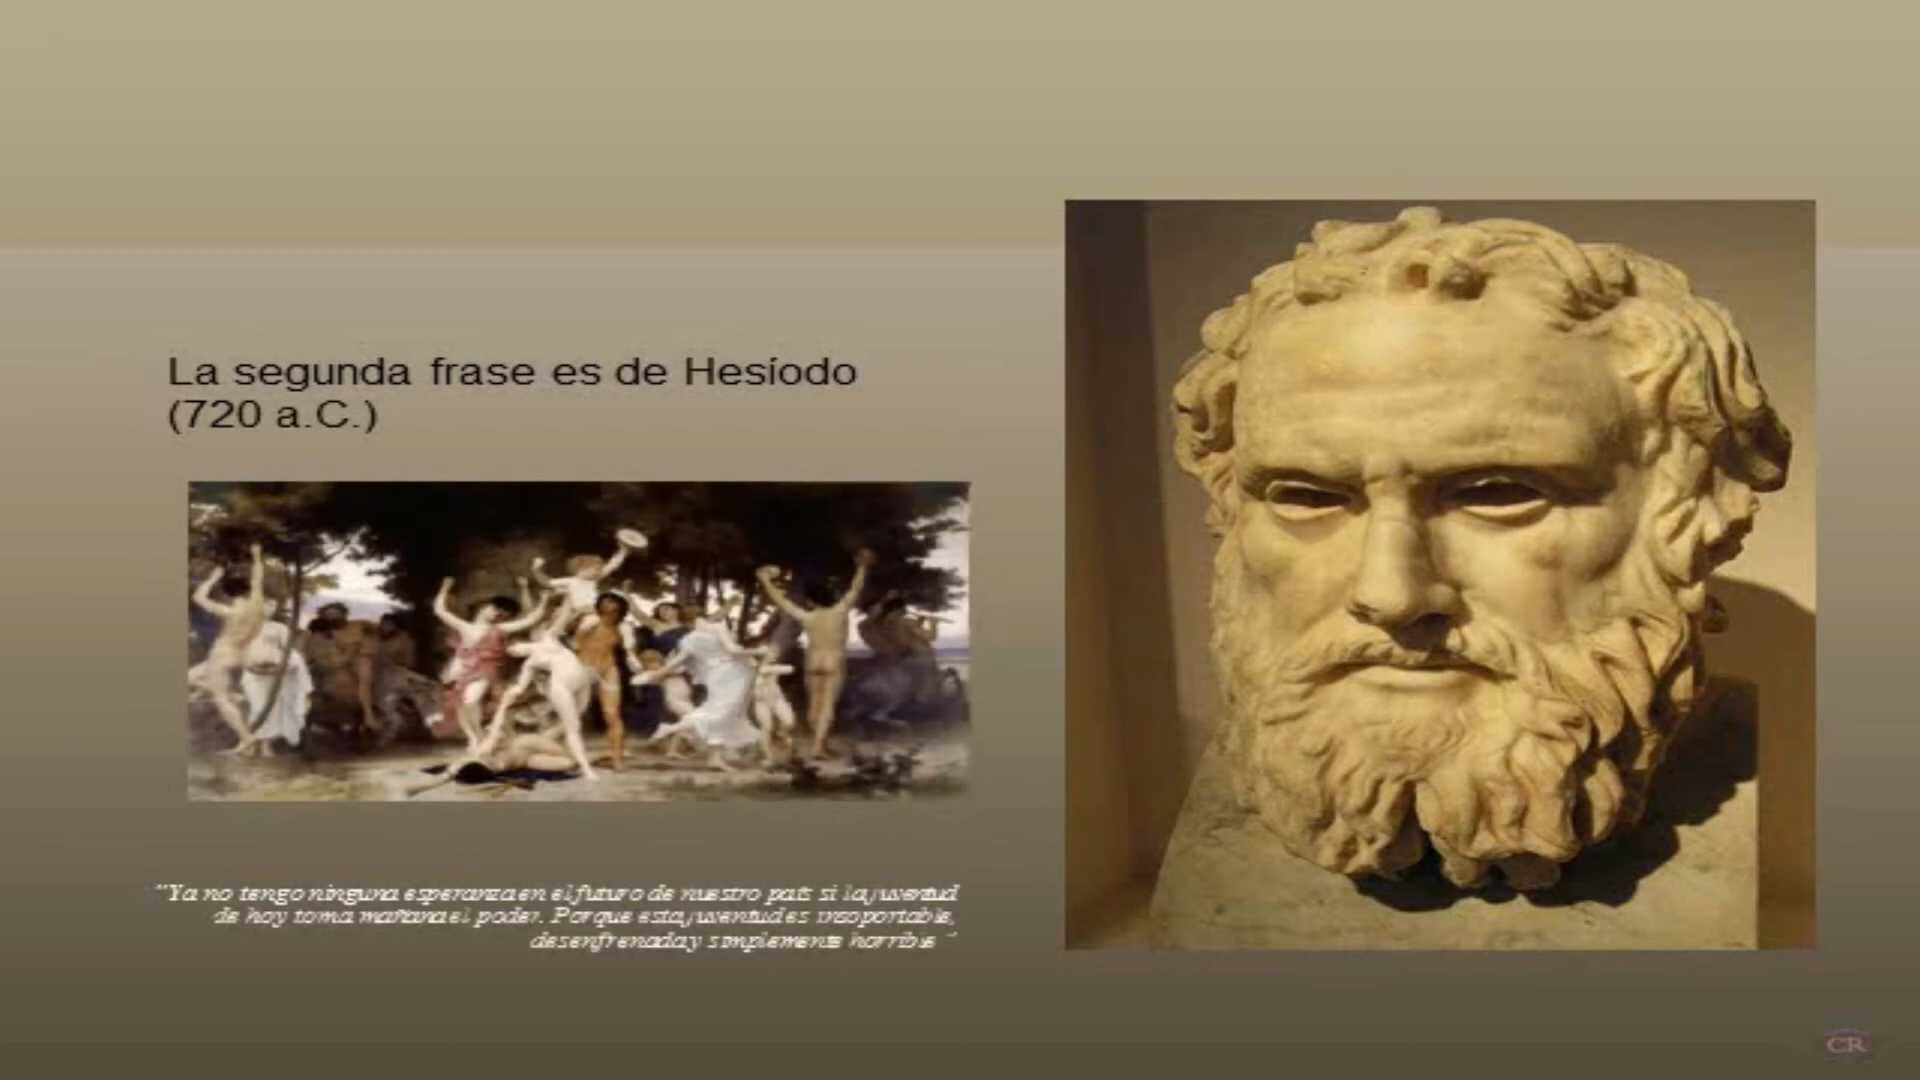 La segunda frase es de Hesíodo
(720 a.C.)
"Ya no tengo ninguna esperanza en el futuro de nuestro país si la juventud
de hoy toma mañana el poder. Porque esta juventud es insoportable,
desenfrenada y simplemente horrible"
CR